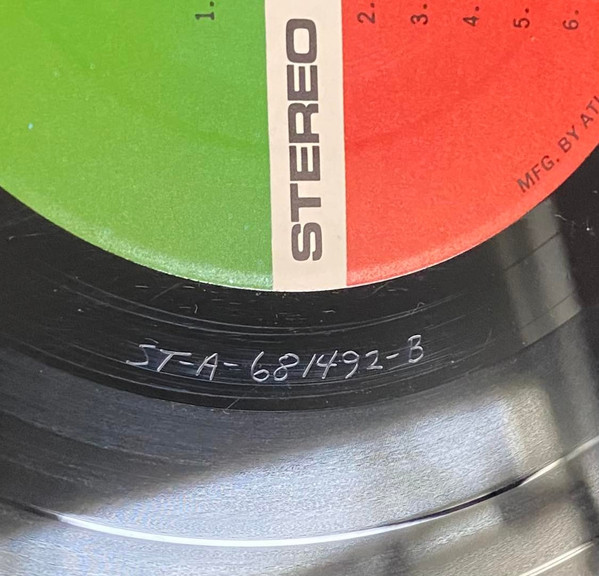 1.
2.
3.
4.
5.
6.
STEREO
MFG. BY
ST-A-681492-B